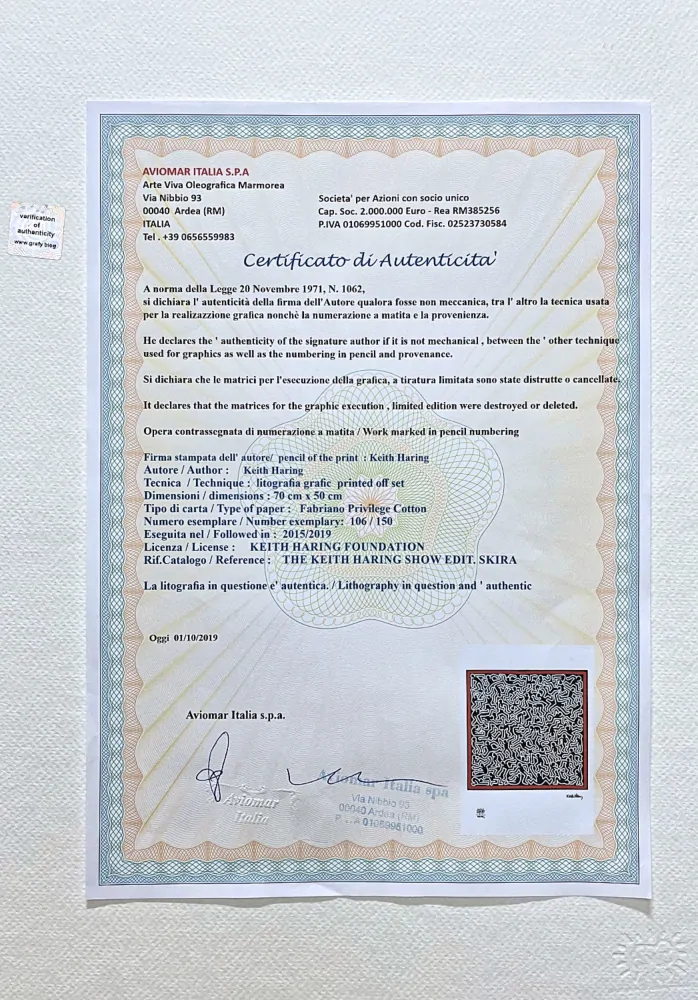 AVIOMAR ITALIA S.P.A
Arte Viva Oleografica Marmorea
Via Nibbio 93
00040 Ardea (RM)
ITALIA
Tel . +39 0656559983
Societa' per Azioni con socio unico
Cap. Soc. 2.000.000 Euro - Rea RM385256
P.IVA 01069951000 Cod. Fisc. 02523730584
verification
of
authenticity
www.grafy.blog
Certificato di Autenticita'
A norma della Legge 20 Novembre 1971, N. 1062,
si dichiara l' autenticità della firma dell'Autore qualora fosse non meccanica, tra l' altro la tecnica usata
per la realizazzione grafica nonchè la numerazione a matita e la provenienza.
He declares the ' authenticity of the signature author if it is not mechanical , between the ' other technique
used for graphics as well as the numbering in pencil and provenance.
Si dichiara che le matrici per l'esecuzione della grafica, a tiratura limitata sono state distrutte o cancellate.
It declares that the matrices for the graphic execution , limited edition were destroyed or deleted.
Opera contrassegnata di numerazione a matita / Work marked in pencil numbering
Firma stampata dell' autore/ pencil of the print : Keith Haring
Autore / Author : Keith Haring
Tecnica / Technique : litografia grafic printed off set
Dimensioni / dimensions : 70 cm x 50 cm
Tipo di carta / Type of paper : Fabriano Privilege Cotton
Numero esemplare / Number exemplary: 106 / 150
Eseguita nel / Followed in : 2015/2019
Licenza / License : KEITH HARING FOUNDATION
Rif.Catalogo / Reference : THE KEITH HARING SHOW EDIT. SKIRA
La litografia in questione e' autentica. / Lithography in question and ' authentic
Oggi 01/10/2019
Aviomar Italia s.p.a.
Aviomar
Italia
Aviomar Italia spa
Via Nibbio 93
00040 Ardea (RM)
01069951000